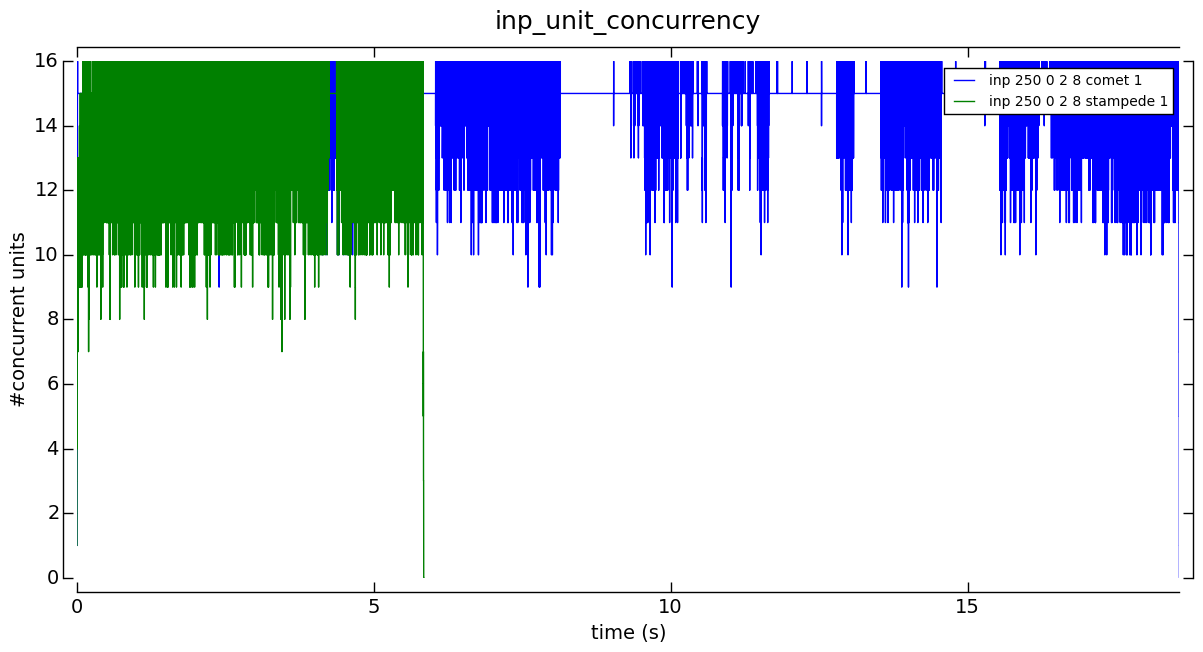 inp_unit_concurrency
16
14
12
10
8
6
4
2
0
#concurrent units
inp 250 0 2 8 comet 1
inp 250 0 2 8 stampede 1
0 5 10 15
time (s)